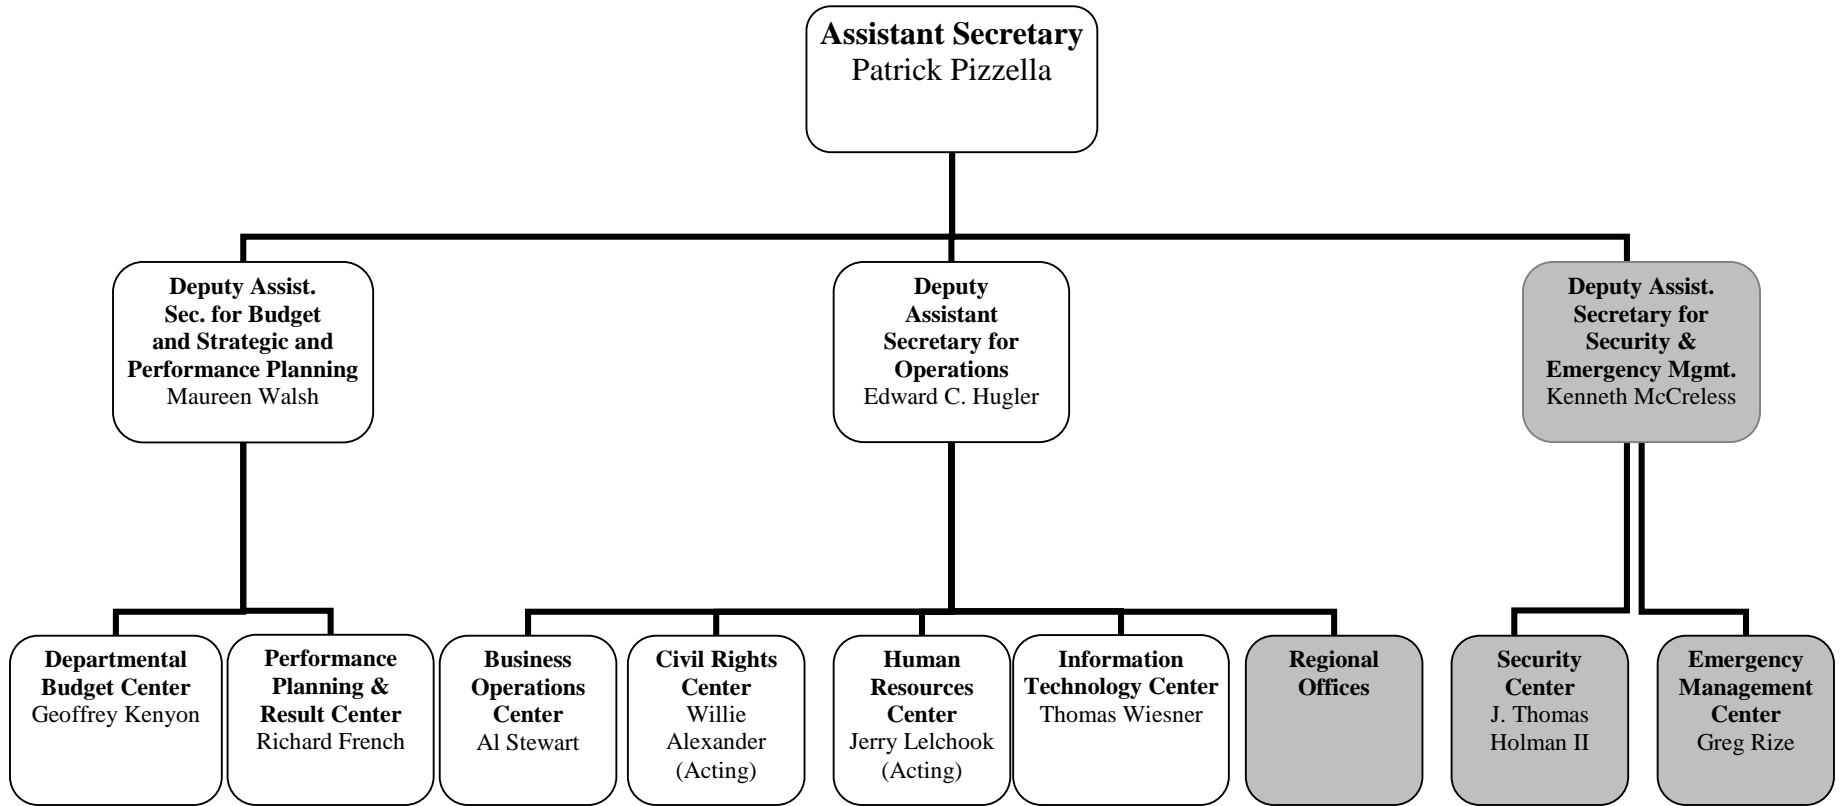 Assistant Secretary
Patrick Pizzella
Deputy Assist.
Sec. for Budget
and Strategic and
Performance Planning
Maureen Walsh
Deputy
Assistant
Secretary for
Operations
Edward C. Hugler
Deputy Assist.
Secretary for
Security &
Emergency Mgmt.
Kenneth McCreless
Departmental
Budget Center
Geoffrey Kenyon
Performance
Planning &
Result Center
Richard French
Business
Operations
Center
Al Stewart
Civil Rights
Center
Willie
Alexander
(Acting)
Human
Resources
Center
Jerry Lelchook
(Acting)
Information
Technology Center
Thomas Wiesner
Regional
Offices
Security
Center
J. Thomas
Holman II
Emergency
Management
Center
Greg Rize